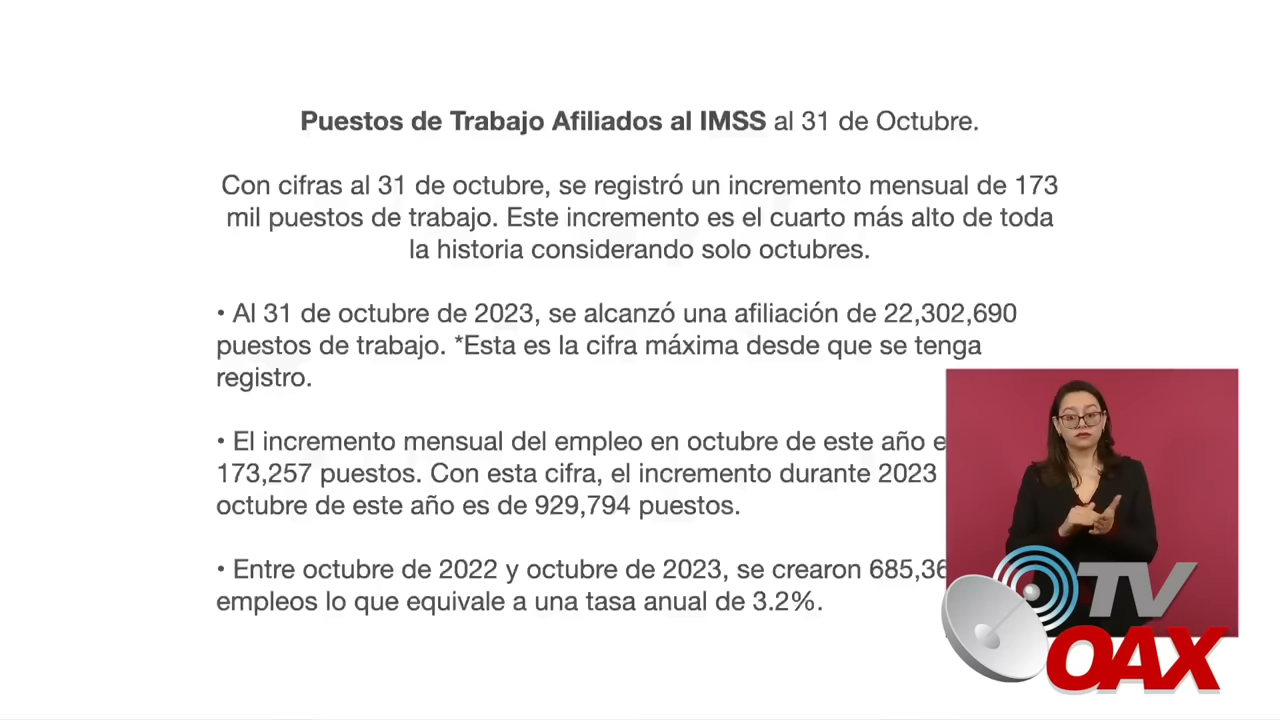 Puestos de Trabajo Afiliados al IMSS al 31 de Octubre.
Con cifras al 31 de octubre, se registró un incremento mensual de 173
mil puestos de trabajo. Este incremento es el cuarto más alto de toda
la historia considerando solo octubres.
• Al 31 de octubre de 2023, se alcanzó una afiliación de 22,302,690
puestos de trabajo. *Esta es la cifra máxima desde que se tenga
registro.
• El incremento mensual del empleo en octubre de este año
173,257 puestos. Con esta cifra, el incremento durante 2023
octubre de este año es de 929,794 puestos.
• Entre octubre de 2022 y octubre de 2023, se crearon
empleos lo que equivale a una tasa anual de 3.2%.
TV
OAX